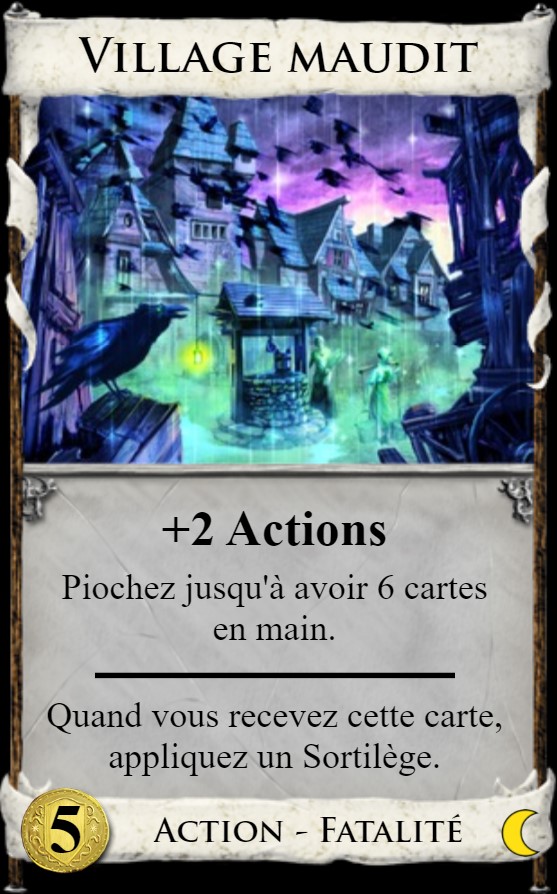 Village maudit
+2 Actions
Piochez jusqu'à avoir 6 cartes
en main.
Quand vous recevez cette carte,
appliquez un Sortilège.
5
Action - Fatalité